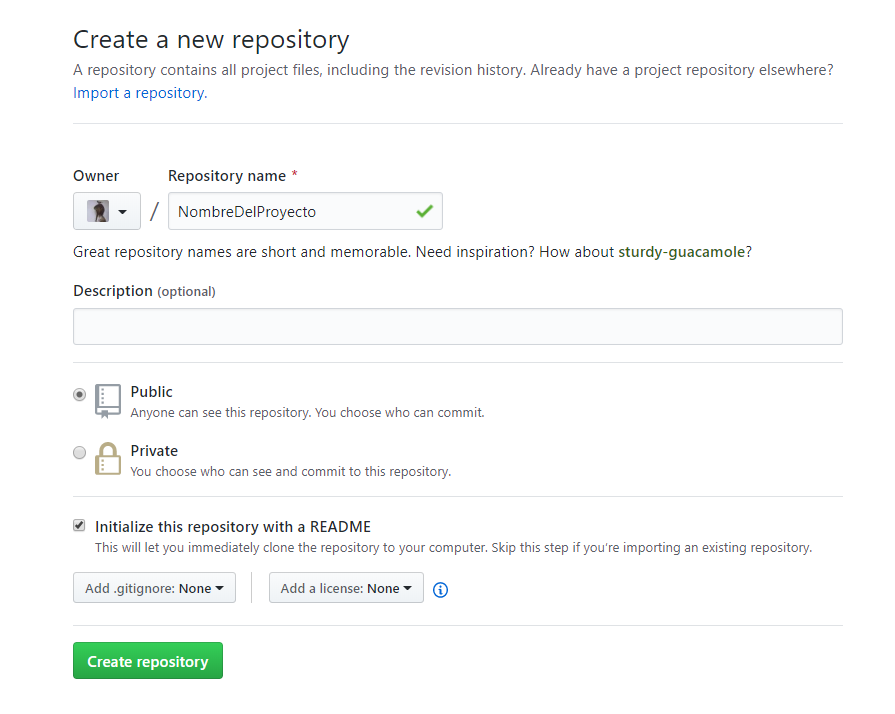 Create a new repository
A repository contains all project files, including the revision history. Already have a project repository elsewhere?
Import a repository.
Owner Repository name *
/ NombreDelProyecto
Great repository names are short and memorable. Need inspiration? How about sturdy-guacamole?
Description (optional)
Public
Anyone can see this repository. You choose who can commit.
Private
You choose who can see and commit to this repository.
Initialize this repository with a README
This will let you immediately clone the repository to your computer. Skip this step if you're importing an existing repository.
Add .gitignore: None Add a license: None
Create repository